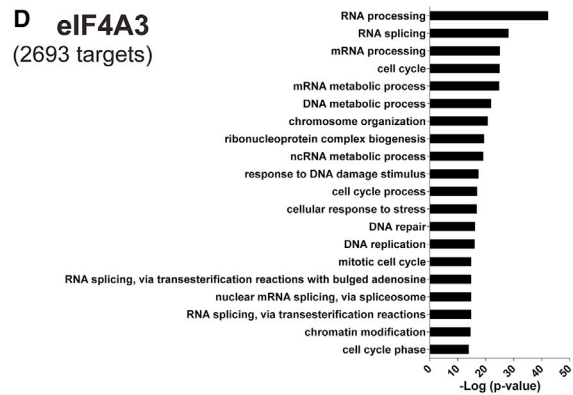 D
eIF4A3
(2693 targets)
RNA processing
RNA splicing
mRNA processing
cell cycle
mRNA metabolic process
DNA metabolic process
chromosome organization
ribonucleoprotein complex biogenesis
ncRNA metabolic process
response to DNA damage stimulus
cell cycle process
cellular response to stress
DNA repair
DNA replication
mitotic cell cycle
RNA splicing, via transesterification reactions with bulged adenosine
nuclear mRNA splicing, via spliceosome
RNA splicing, via transesterification reactions
chromatin modification
cell cycle phase
0 10 20 30 40 50
-Log (p-value)